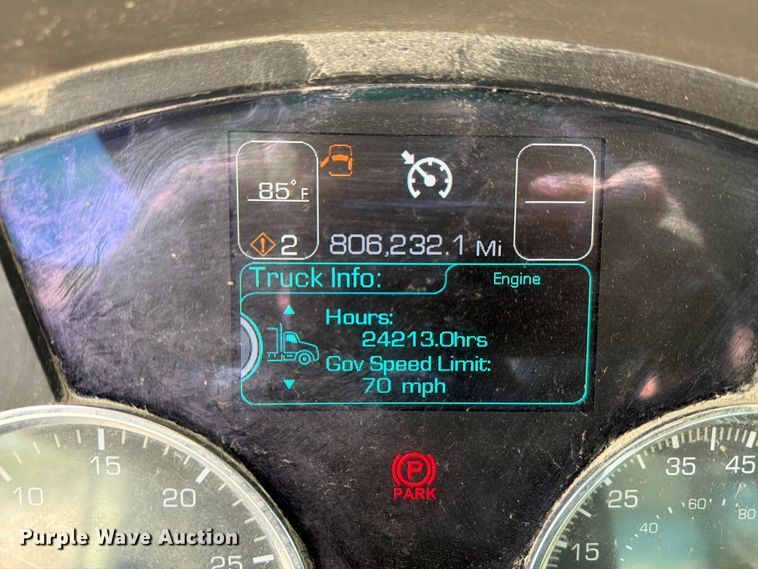 85°F
2
806,232.1 Mi
Truck Info:
Engine
Hours:
24213.0hrs
Gov Speed Limit:
70 mph
P
PARK
10
15
20
25
15
25
35
45
40
60
80
Purple Wave Auction